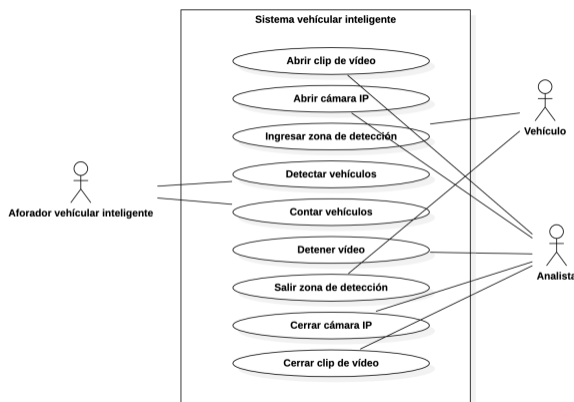 Sistema vehícular inteligente
Abrir clip de vídeo
Abrir cámara IP
Ingresar zona de detección
Vehículo
Detectar vehículos
Aforador vehícular inteligente
Contar vehículos
Detener vídeo
Analista
Salir zona de detección
Cerrar cámara IP
Cerrar clip de vídeo